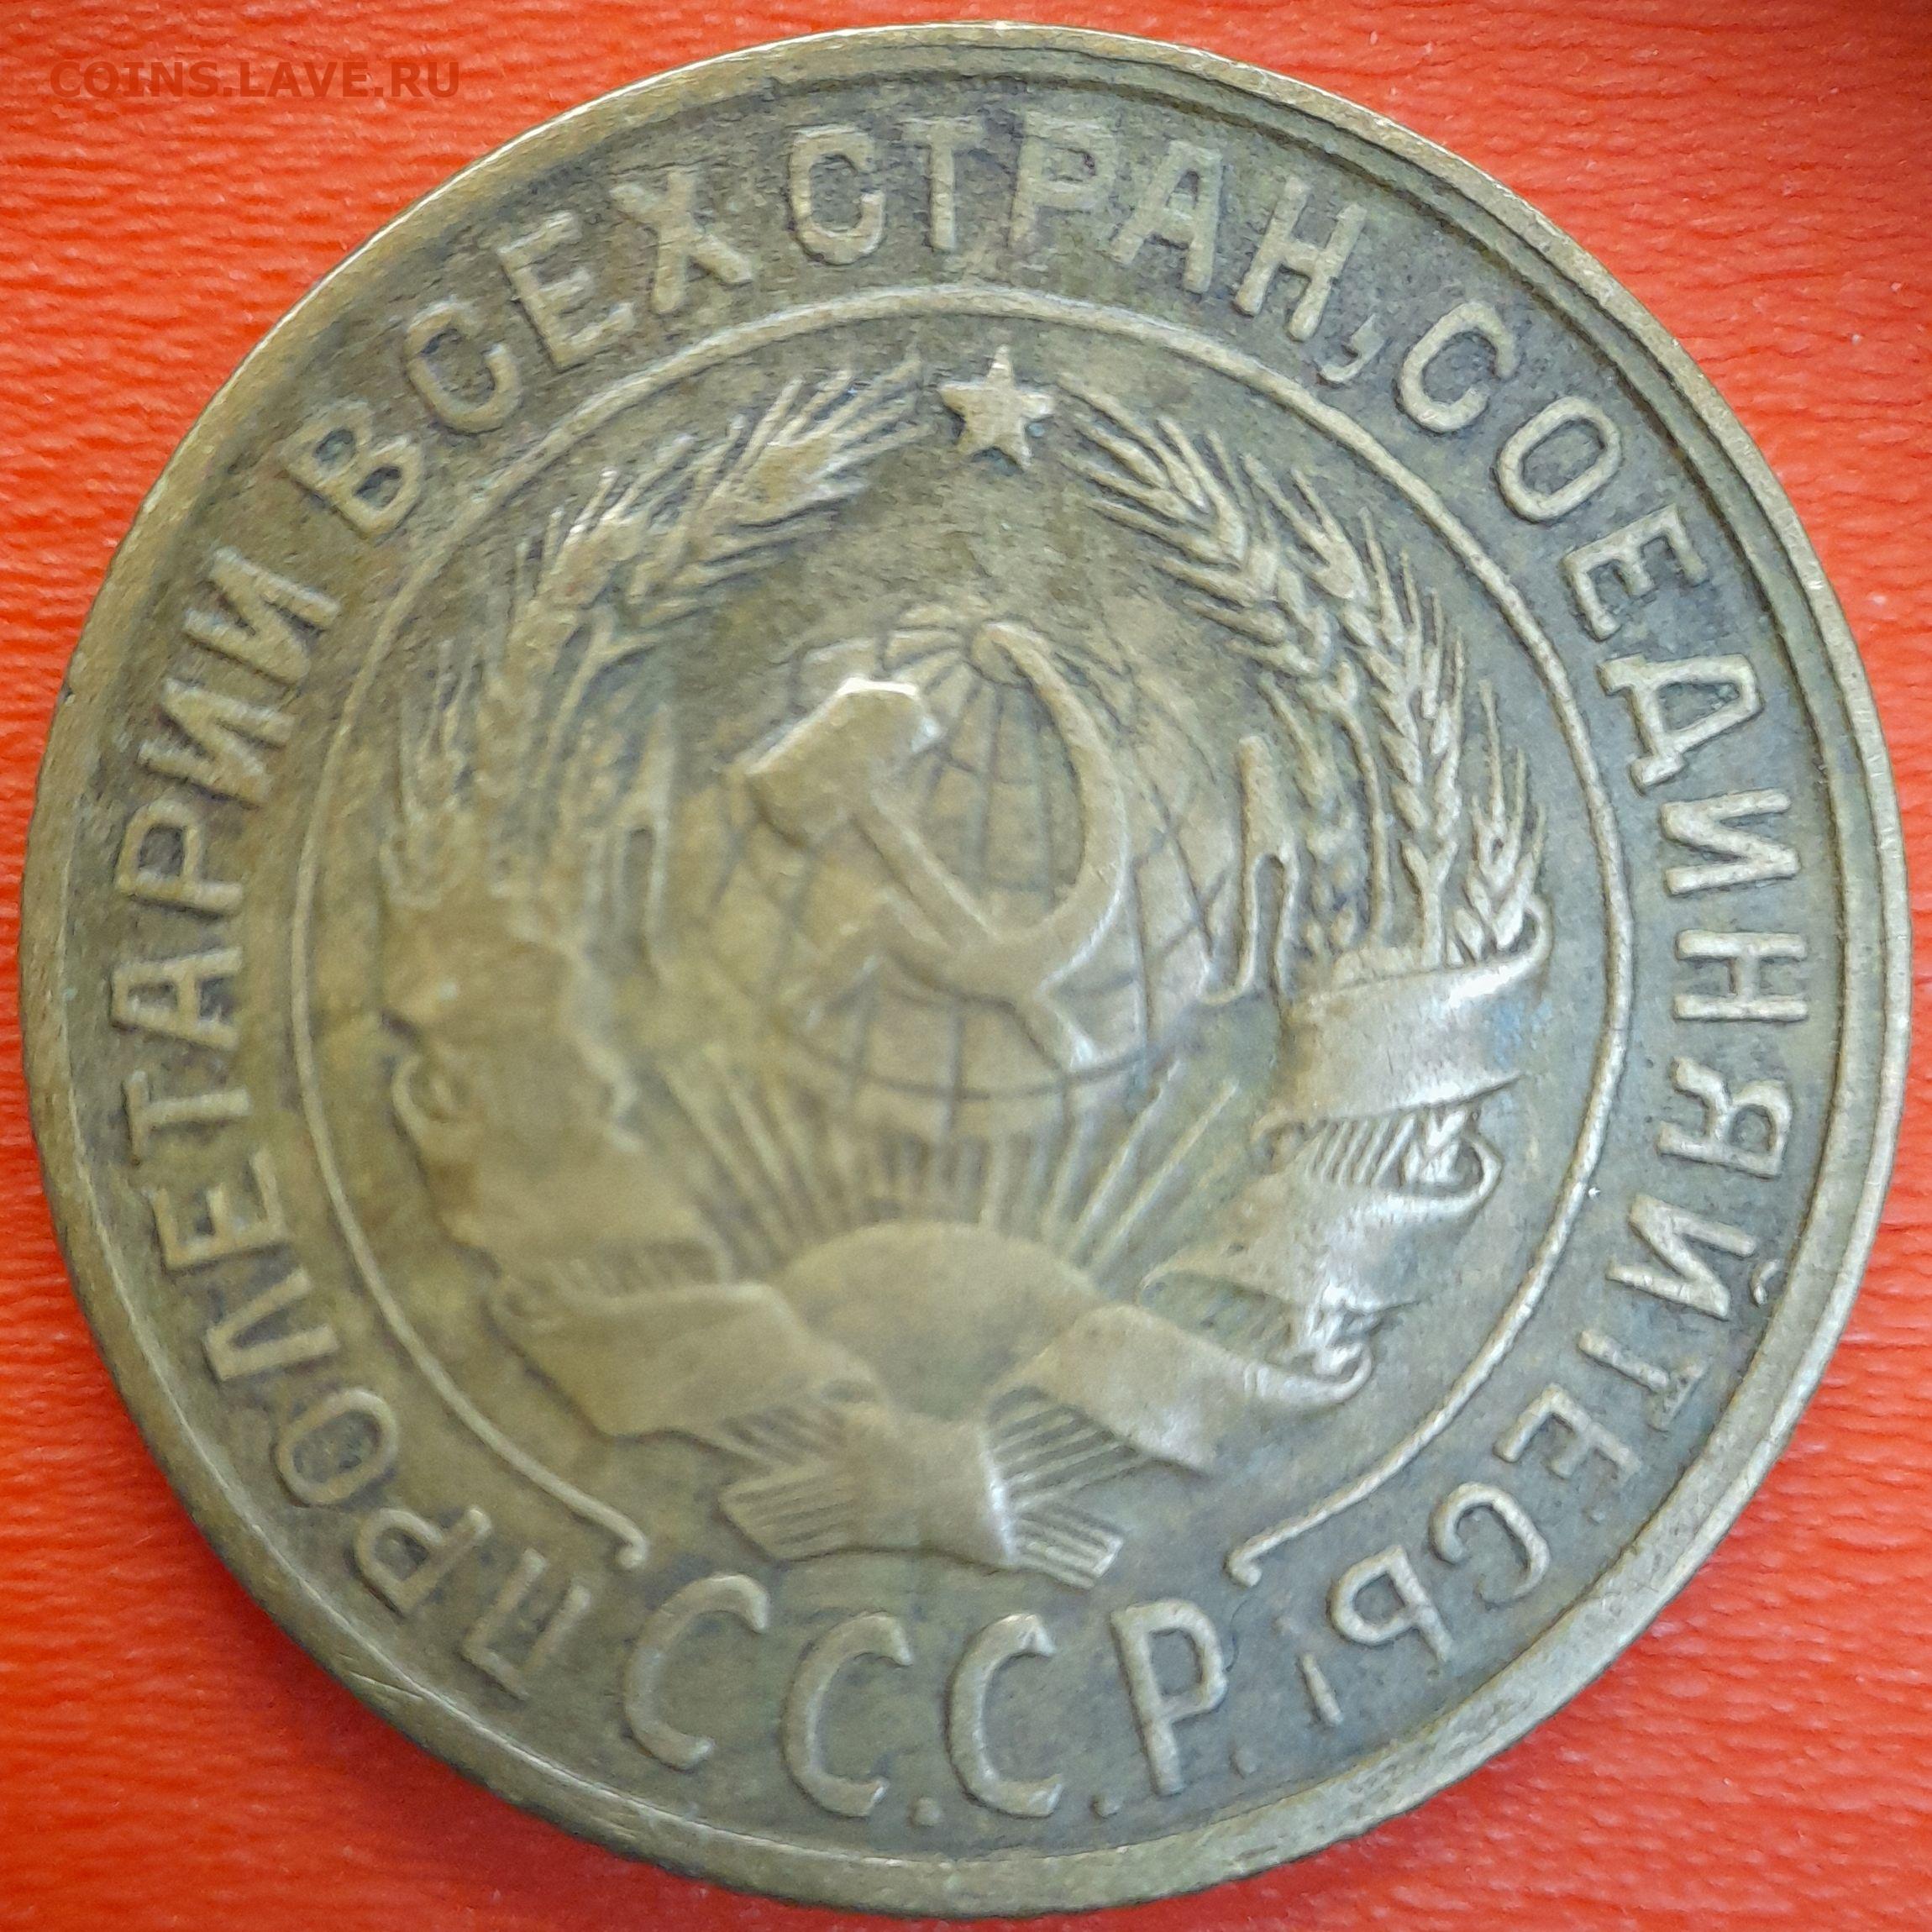 COINS.LAVE.RU
ПРОЛЕТАРИИ ВСЕХ СТРАН, СОЕДИНЯЙТЕСЬ!
С.С.С.Р.